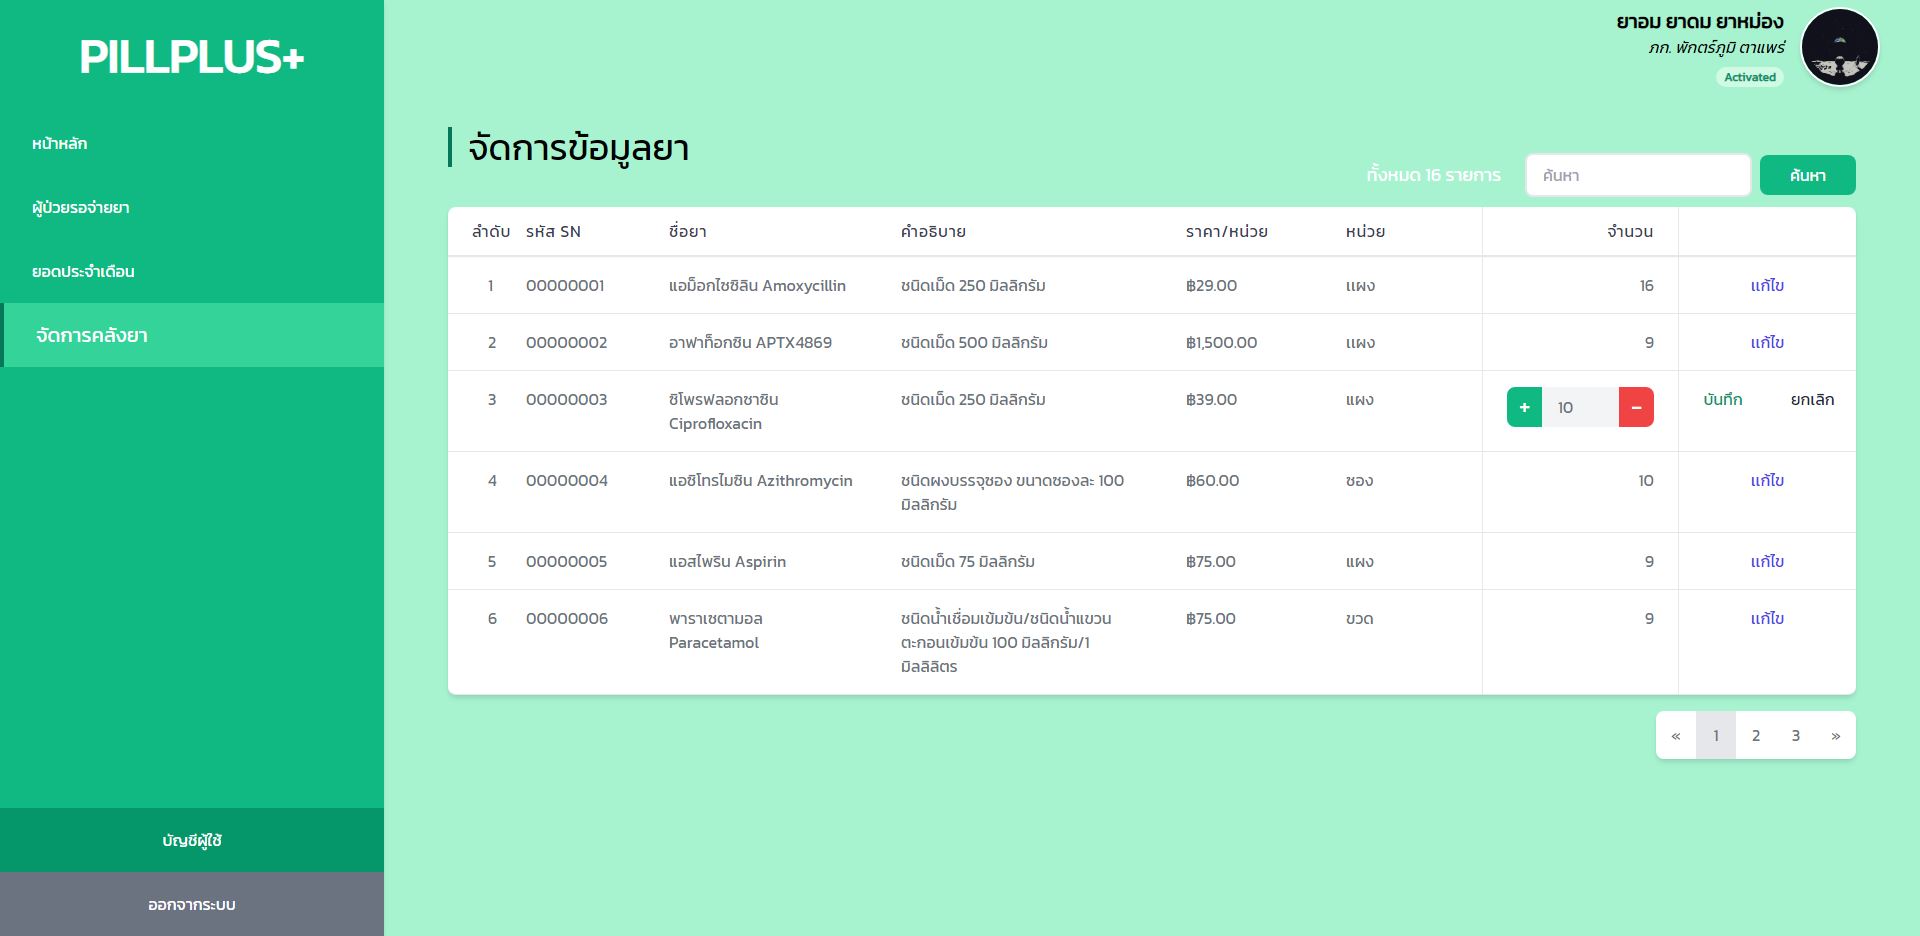 PILLPLUS+
หน้าหลัก
ผู้ป่วยรอจ่ายยา
ยอดประจำเดือน
จัดการคลังยา
บัญชีผู้ใช้
ออกจากระบบ
ยาอม ยาดม ยาหม่อง
ภก. พักตร์ภูมิ ตาแพร่
Activated
จัดการข้อมูลยา
ทั้งหมด 16 รายการ ค้นหา ค้นหา
ลำดับ รหัส SN ชื่อยา คำอธิบาย ราคา/หน่วย หน่วย จำนวน
1 00000001 แอม็อกไซซิลิน Amoxycillin ชนิดเม็ด 250 มิลลิกรัม ฿29.00 แผง 16 แก้ไข
2 00000002 อาฟาท็อกซิน APTX4869 ชนิดเม็ด 500 มิลลิกรัม ฿1,500.00 แผง 9 แก้ไข
3 00000003 ซิโพรฟลอกซาซิน ชนิดเม็ด 250 มิลลิกรัม ฿39.00 แผง + 10 − บันทึก ยกเลิก
Ciprofloxacin
4 00000004 แอซิโทรไมซิน Azithromycin ชนิดผงบรรจุซอง ขนาดซองละ 100 ฿60.00 ซอง 10 แก้ไข
มิลลิกรัม
5 00000005 แอสไพริน Aspirin ชนิดเม็ด 75 มิลลิกรัม ฿75.00 แผง 9 แก้ไข
6 00000006 พาราเซตามอล ชนิดน้ำเชื่อมเข้มข้น/ชนิดน้ำแขวน ฿75.00 ขวด 9 แก้ไข
Paracetamol ตะกอนเข้มข้น 100 มิลลิกรัม/1
มิลลิลิตร
« 1 2 3 »